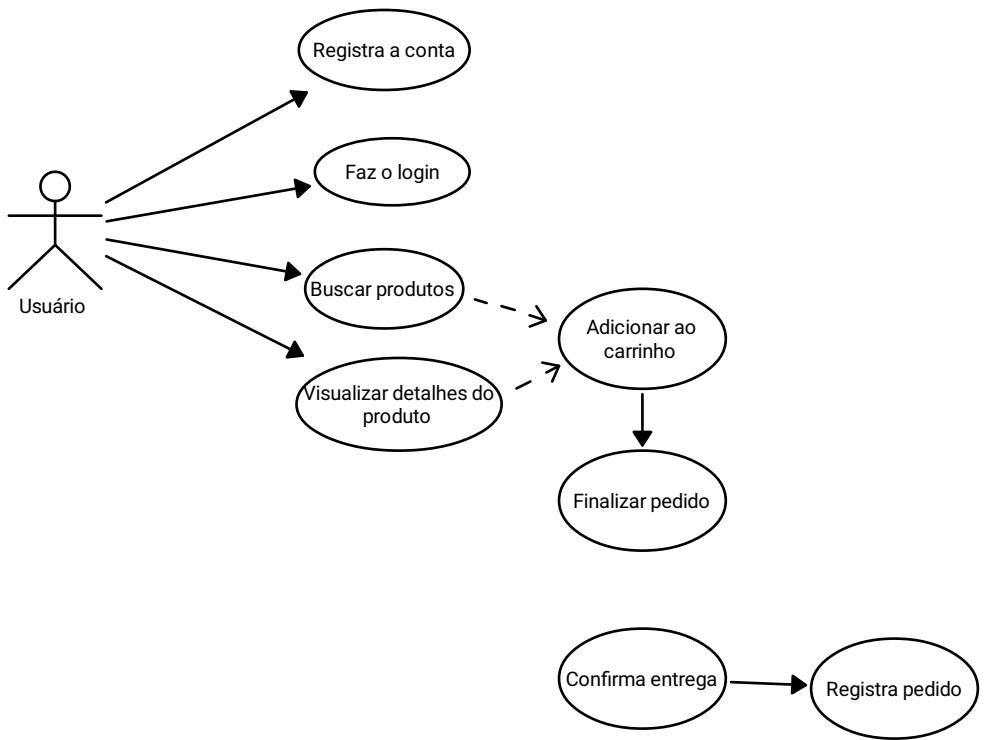 Registra a conta
Faz o login
Usuário
Buscar produtos
Adicionar ao
carrinho
Visualizar detalhes do
produto
Finalizar pedido
Confirma entrega
Registra pedido